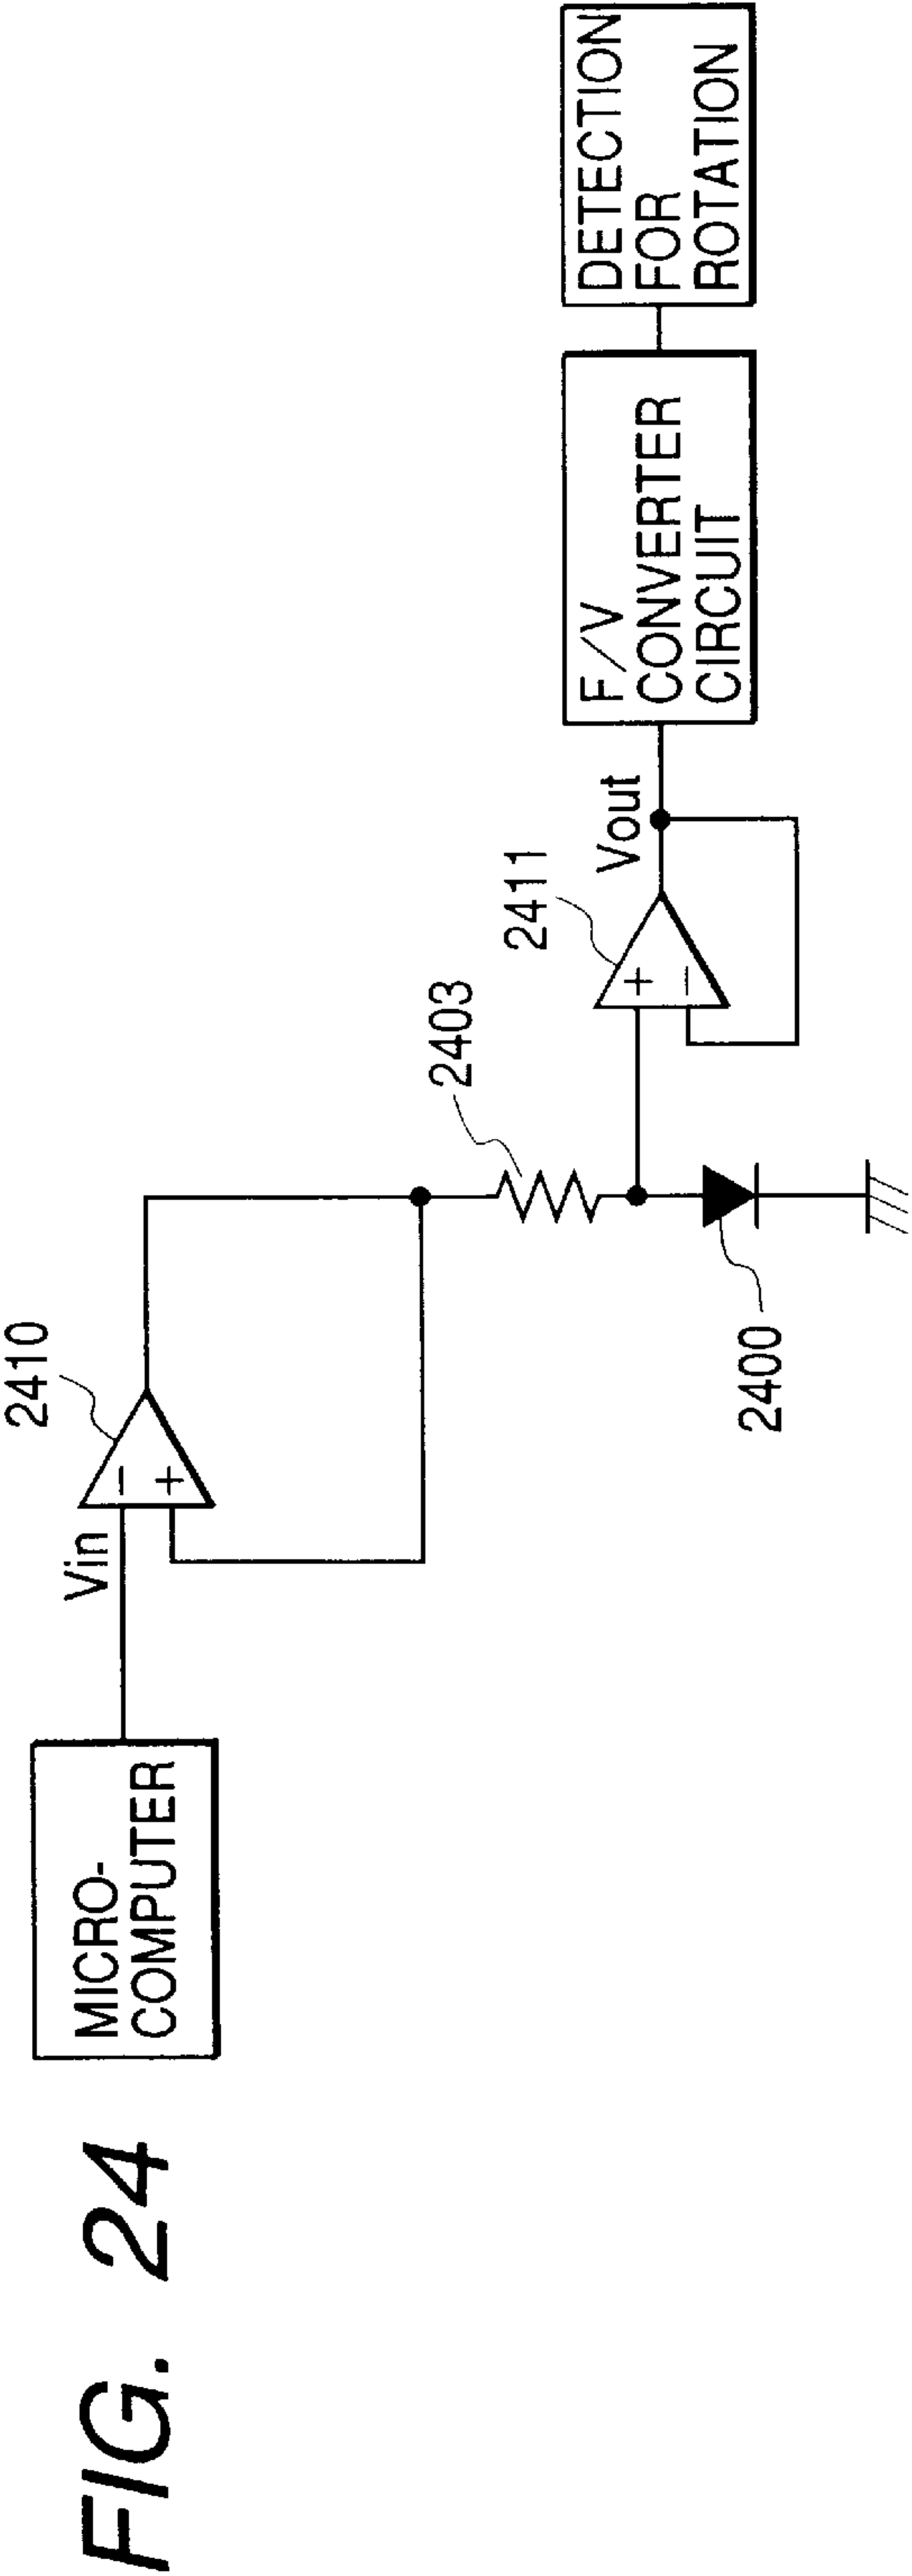 FIG. 24
MICRO-
COMPUTER
Vin
−
+
2410
2403
2400
+
−
2411
Vout
F/V
CONVERTER
CIRCUIT
DETECTION
FOR
ROTATION